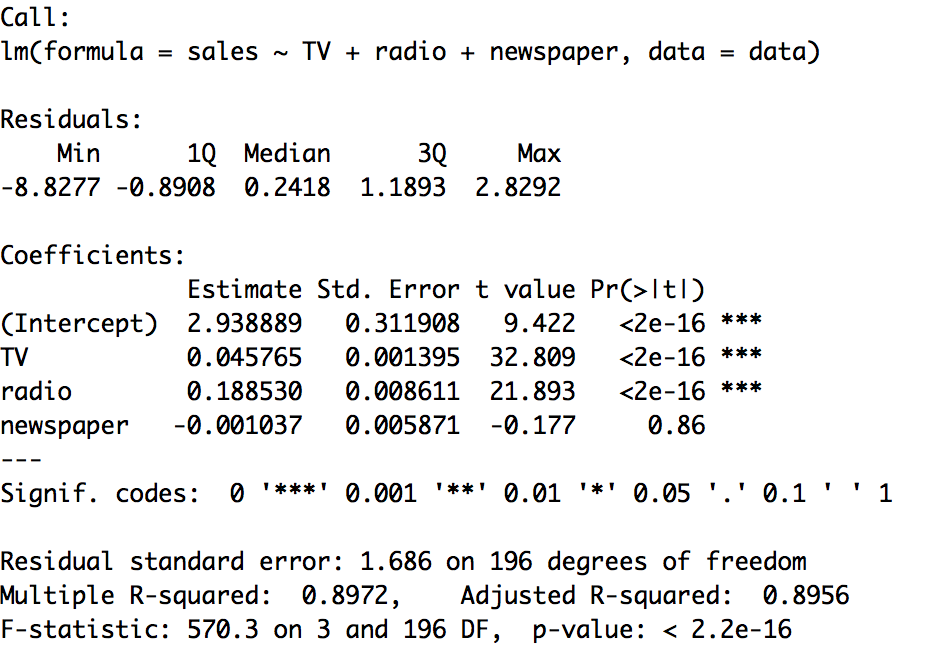 Call:
lm(formula = sales ~ TV + radio + newspaper, data = data)
Residuals:
    Min      1Q  Median      3Q     Max
-8.8277 -0.8908  0.2418  1.1893  2.8292
Coefficients:
             Estimate Std. Error t value Pr(>|t|)
(Intercept)  2.938889   0.311908   9.422   <2e-16 ***
TV           0.045765   0.001395  32.809   <2e-16 ***
radio        0.188530   0.008611  21.893   <2e-16 ***
newspaper   -0.001037   0.005871  -0.177     0.86
---
Signif. codes:  0 '***' 0.001 '**' 0.01 '*' 0.05 '.' 0.1 ' ' 1
Residual standard error: 1.686 on 196 degrees of freedom
Multiple R-squared:  0.8972,    Adjusted R-squared:  0.8956
F-statistic: 570.3 on 3 and 196 DF,  p-value: < 2.2e-16